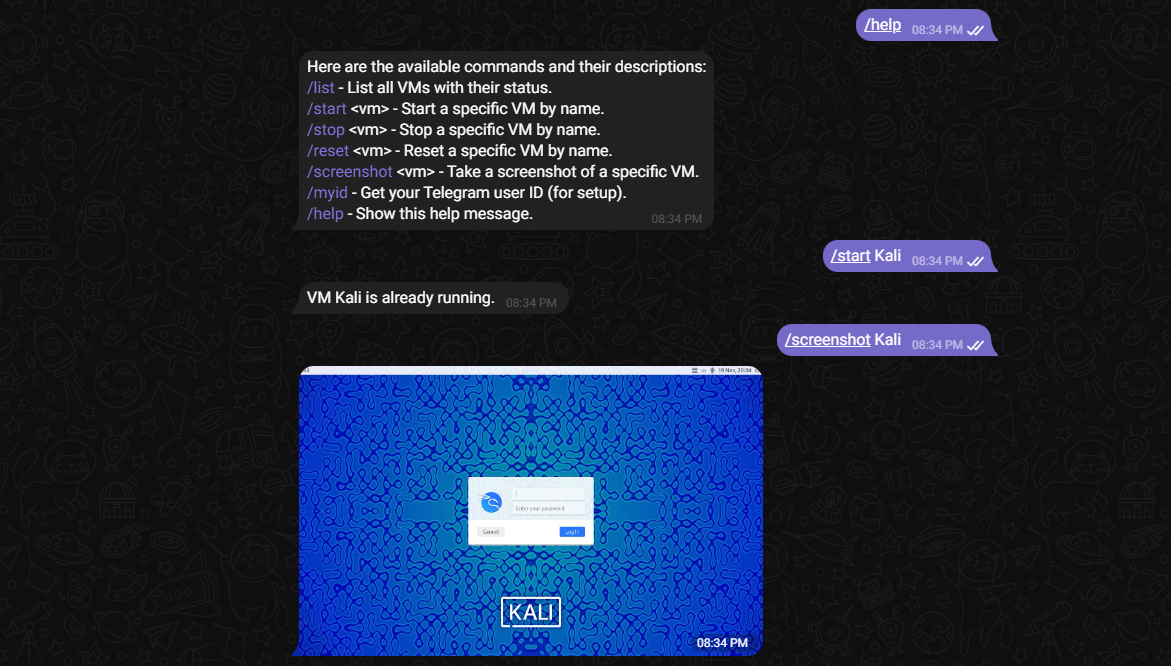 /help 08:34 PM
Here are the available commands and their descriptions:
/list - List all VMs with their status.
/start <vm> - Start a specific VM by name.
/stop <vm> - Stop a specific VM by name.
/reset <vm> - Reset a specific VM by name.
/screenshot <vm> - Take a screenshot of a specific VM.
/myid - Get your Telegram user ID (for setup).
/help - Show this help message.
08:34 PM
/start Kali 08:34 PM
VM Kali is already running. 08:34 PM
/screenshot Kali 08:34 PM
19 Nov, 20:34
Enter your password
Cancel Log In
KALI
08:34 PM